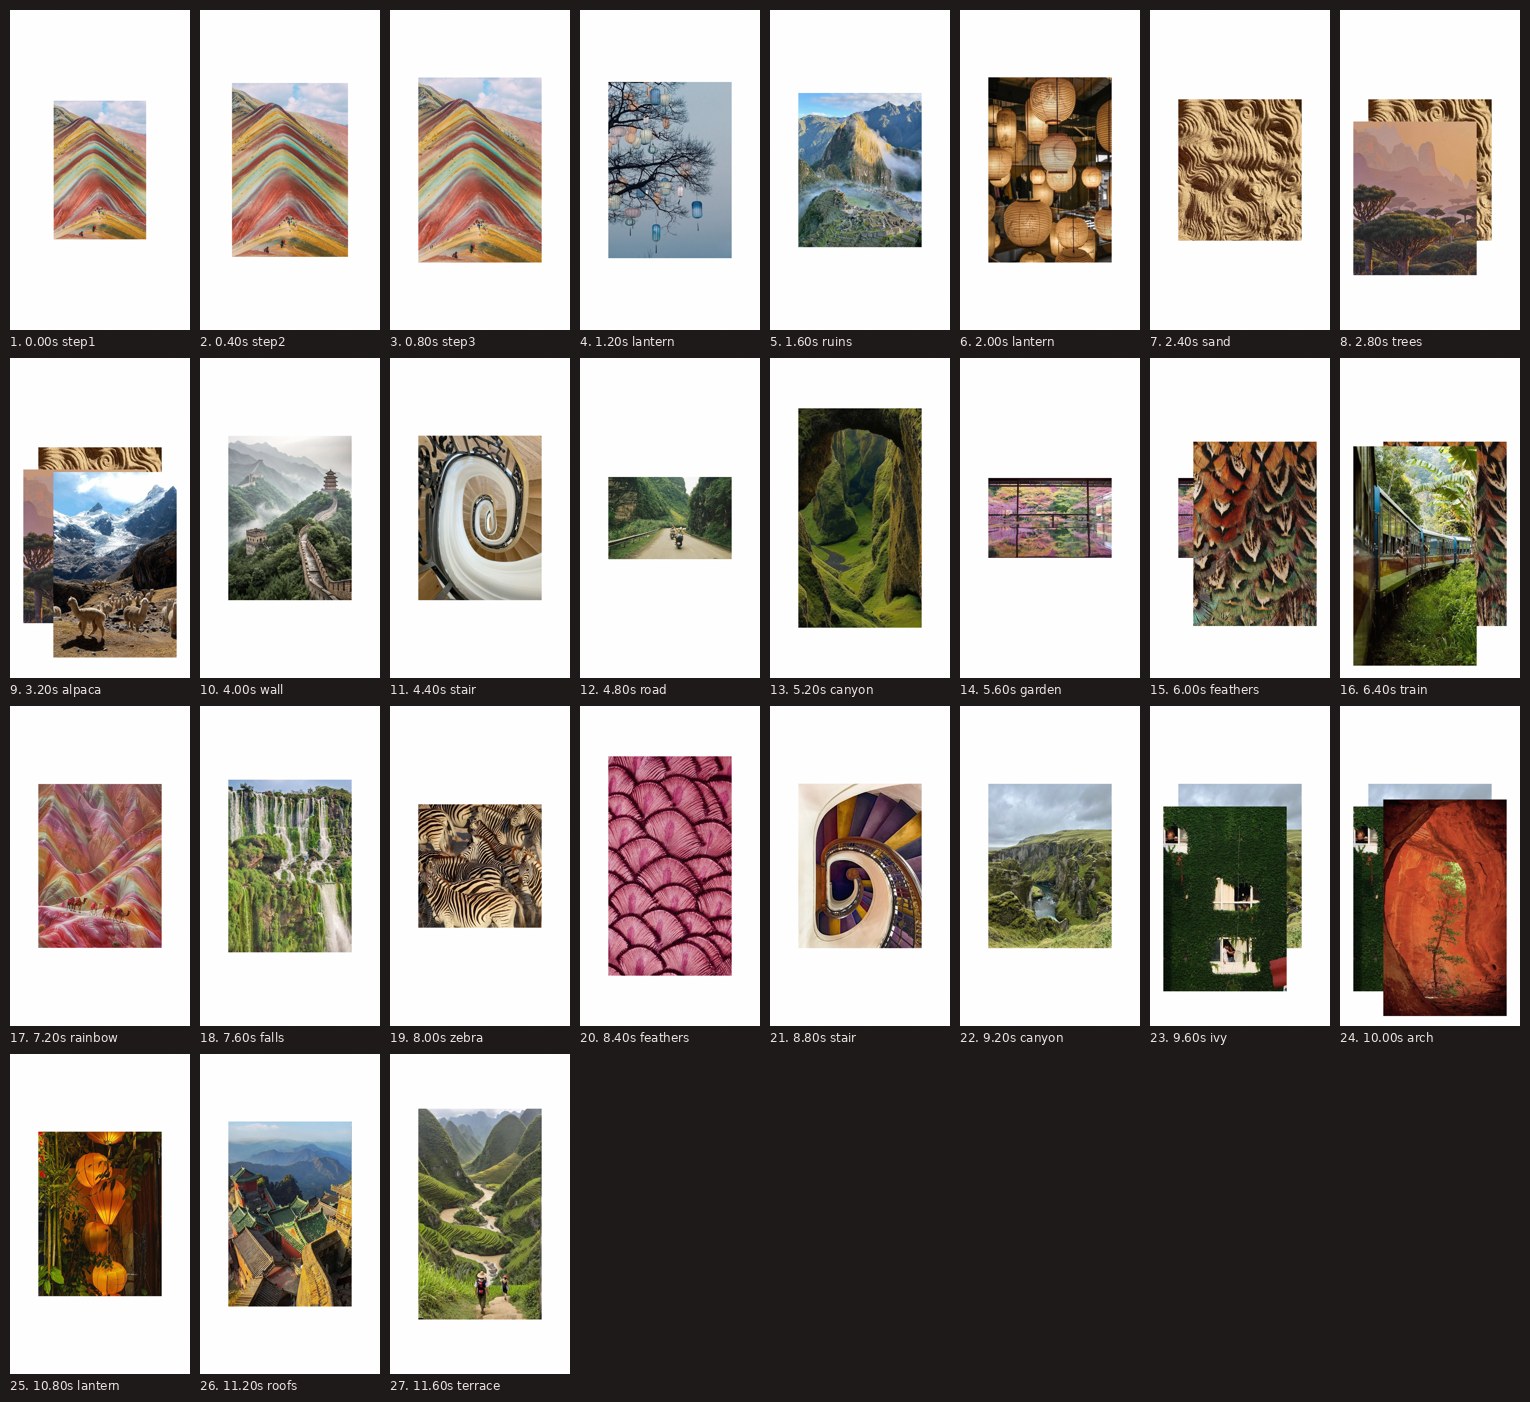 1. 0.00s step1
2. 0.40s step2
3. 0.80s step3
4. 1.20s lantern
5. 1.60s ruins
6. 2.00s lantern
7. 2.40s sand
8. 2.80s trees
9. 3.20s alpaca
10. 4.00s wall
11. 4.40s stair
12. 4.80s road
13. 5.20s canyon
14. 5.60s garden
15. 6.00s feathers
16. 6.40s train
17. 7.20s rainbow
18. 7.60s falls
19. 8.00s zebra
20. 8.40s feathers
21. 8.80s stair
22. 9.20s canyon
23. 9.60s ivy
24. 10.00s arch
25. 10.80s lantern
26. 11.20s roofs
27. 11.60s terrace